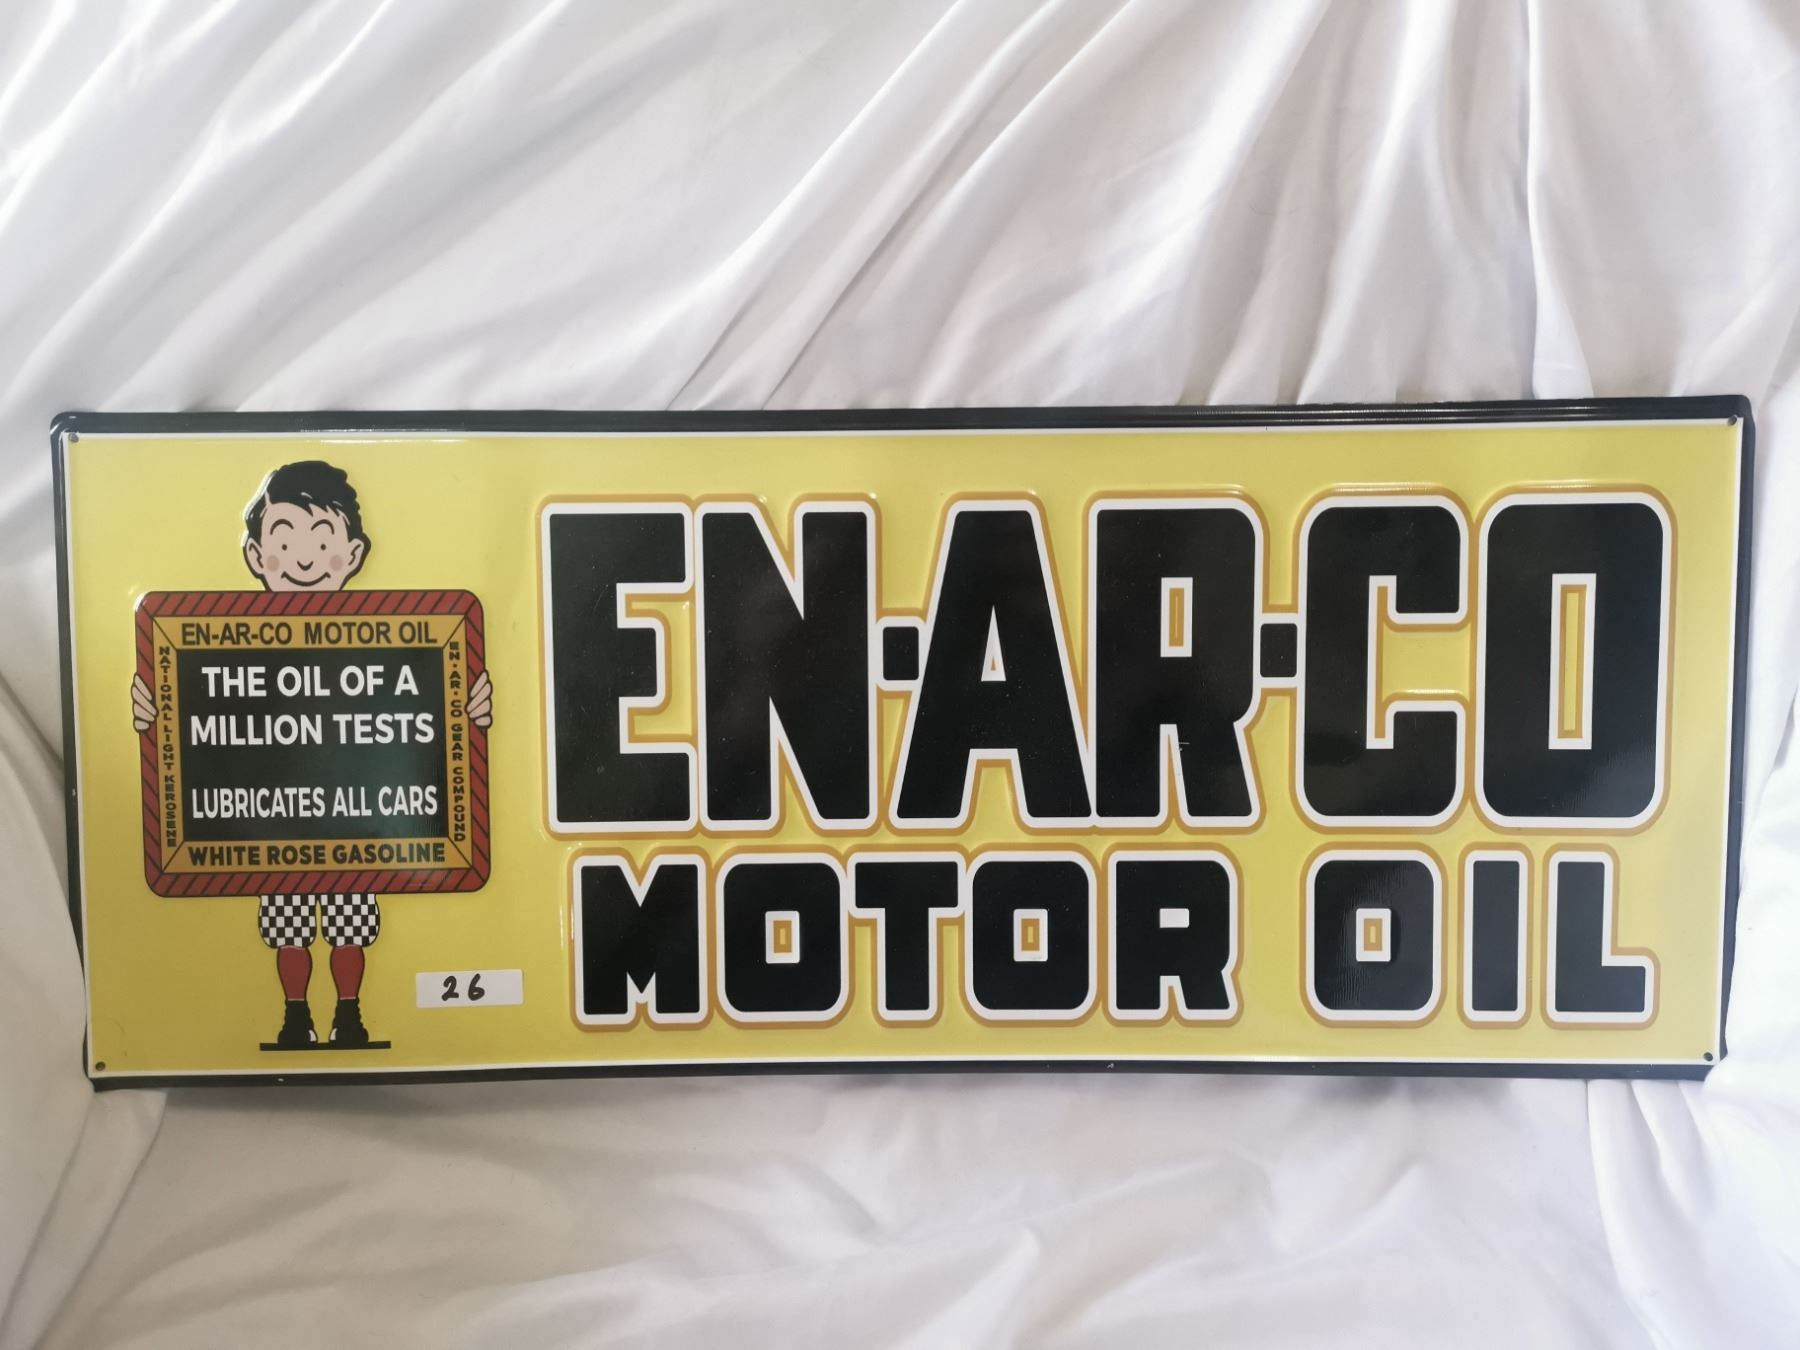 EN-AR-CO MOTOR OIL
NATIONAL LIGHT KEROSENE
THE OIL OF A
MILLION TESTS
LUBRICATES ALL CARS
EN·AR·CO GEAR COMPOUND
WHITE ROSE GASOLINE
26
EN·AR·CO
MOTOR OIL